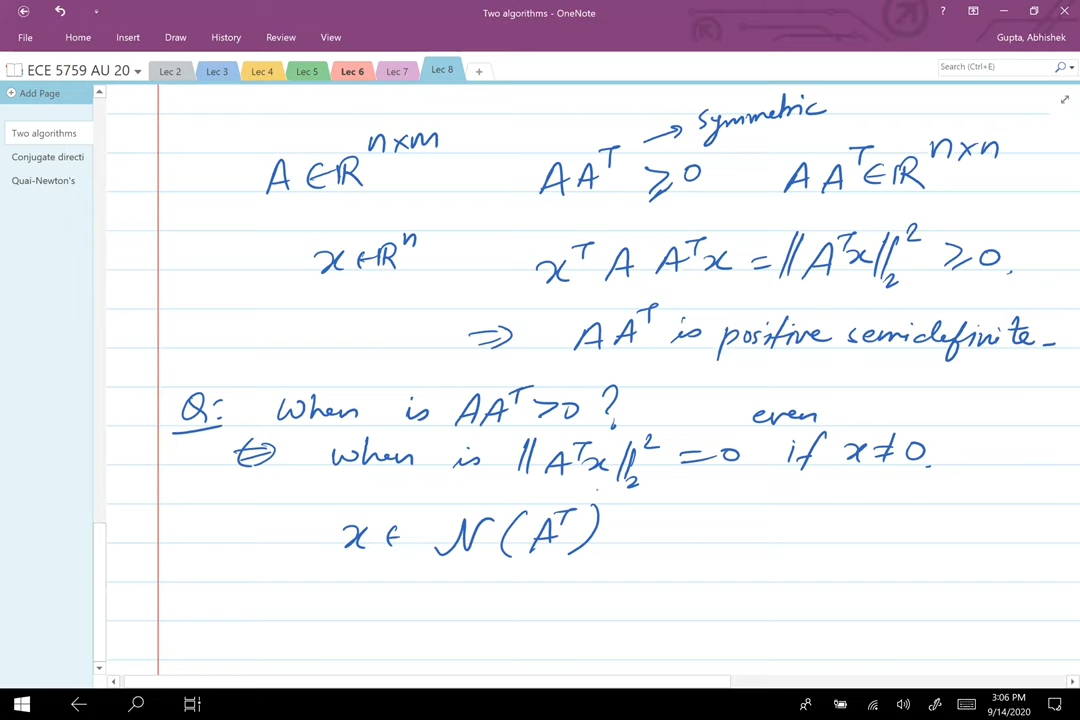 Two algorithms - OneNote
File Home Insert Draw History Review View
Gupta, Abhishek
ECE 5759 AU 20
Lec 2 Lec 3 Lec 4 Lec 5 Lec 6 Lec 7 Lec 8 +
Search (Ctrl+E)
Add Page
Two algorithms
Conjugate directi
Quai-Newton's
→ symmetric
A ∈ ℝ^{n×m} AA^T ⩾ 0 AA^T ∈ ℝ^{n×n}
x ∈ ℝ^n x^T A A^T x = ||A^T x||_2^2 ⩾ 0.
⇒ AA^T is positive semidefinite -
Q: When is AA^T > 0 ?
⇔ when is ||A^T x||_2^2 = 0 even if x ≠ 0.
x ∈ N(A^T)
3:06 PM
9/14/2020